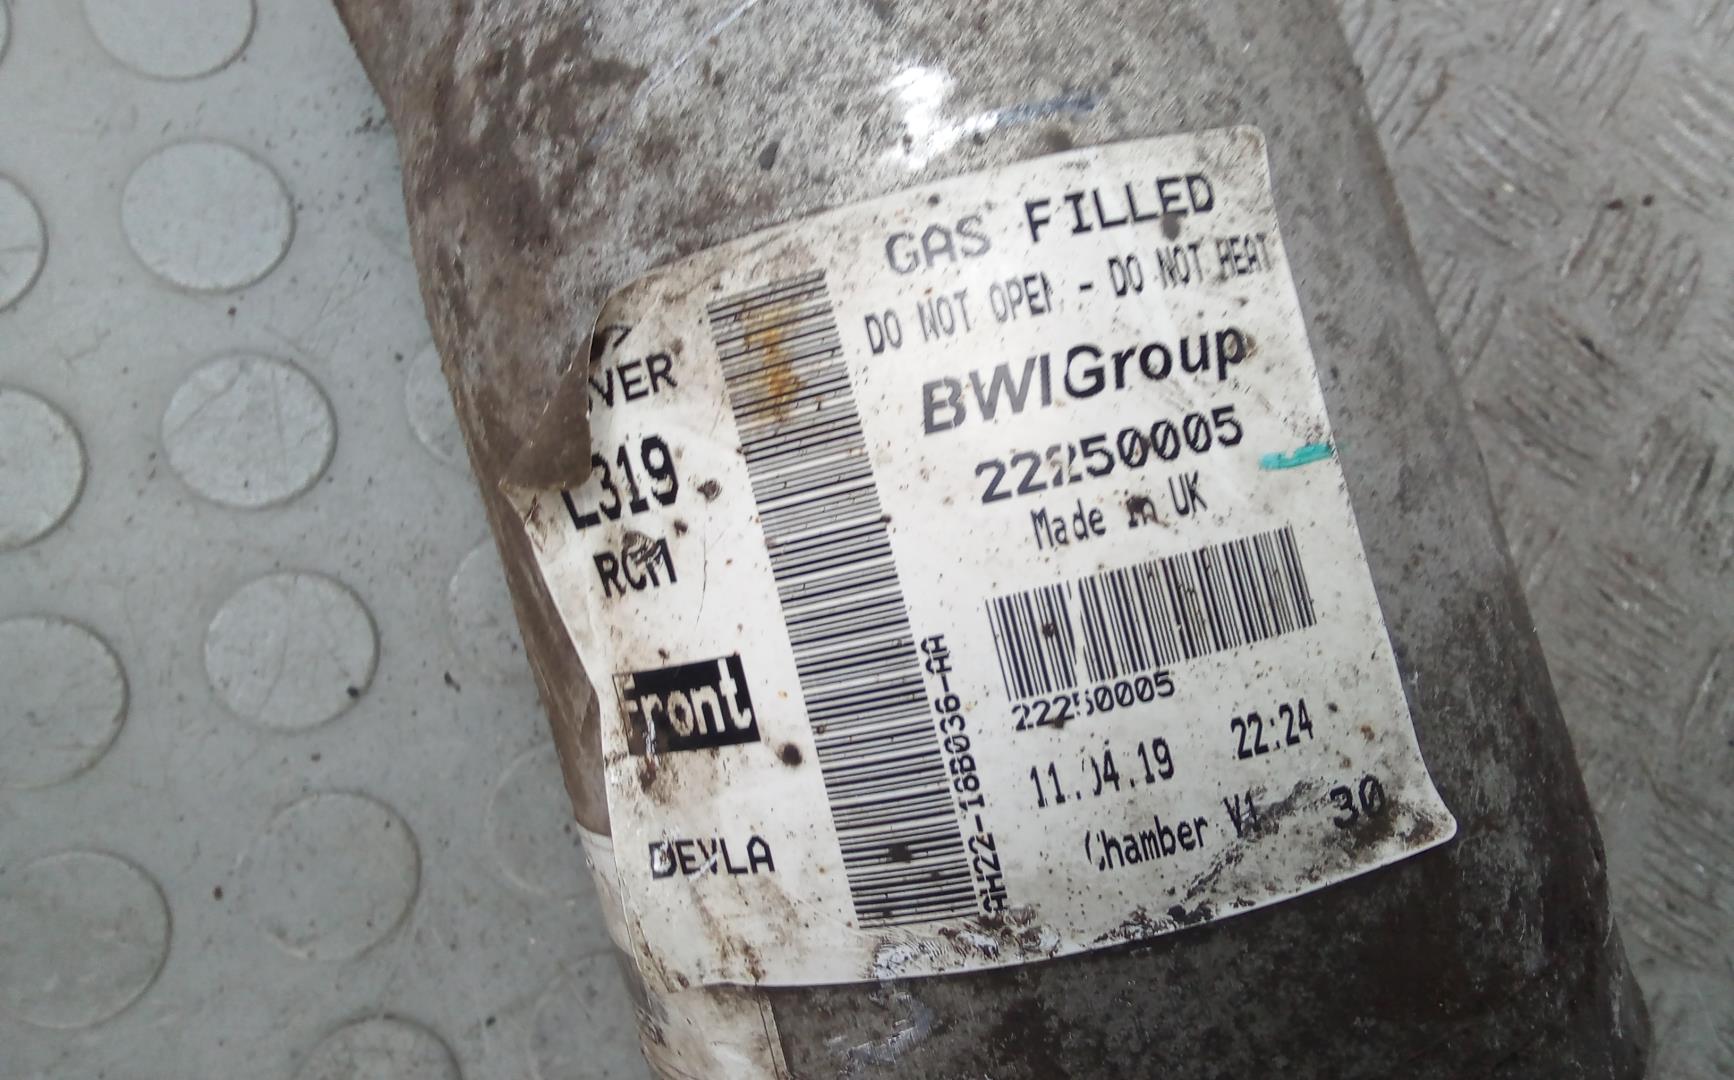 GAS FILLED
DO NOT OPEN - DO NOT HEAT
BWIGroup
22250005
Made in UK
22250005
11.04.19 22:24
Chamber V1 30
AH22-18B036-AA
VER
L319
RCM
Front